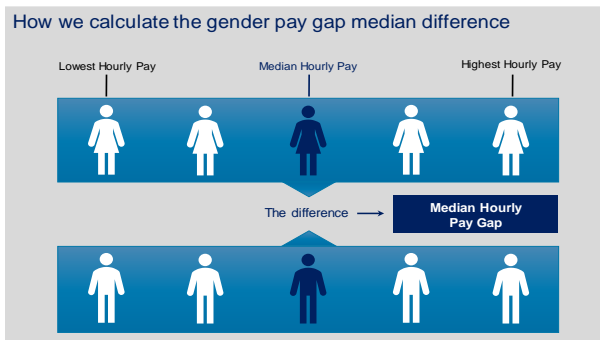 How we calculate the gender pay gap median difference
Lowest Hourly Pay
Median Hourly Pay
Highest Hourly Pay
The difference
Median Hourly
Pay Gap